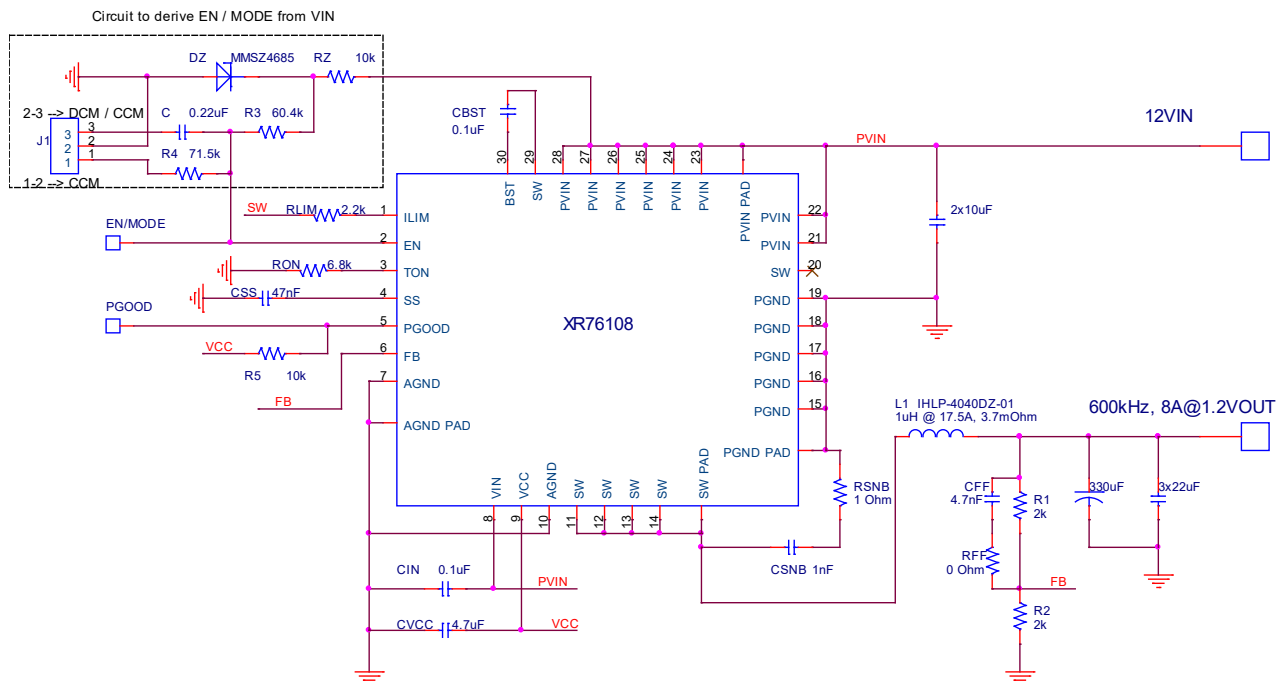 Circuit to derive EN / MODE from VIN
DZ MMSZ4685 RZ 10k
2-3 --> DCM / CCM
C 0.22uF R3 60.4k
J1
3 3
2 2
1 1
R4 71.5k
1-2 --> CCM
CBST
0.1uF
12VIN
PVIN
30 29 28 27 26 25 24 23
BST SW PVIN PVIN PVIN PVIN PVIN PVIN PVIN PAD
SW RLIM 2.2k 1 ILIM
EN/MODE 2 EN
RON 6.8k 3 TON
CSS 47nF 4 SS
PGOOD 5 PGOOD
VCC
R5 10k
6 FB
FB
7 AGND
AGND PAD
XR76108
PVIN 22
PVIN 21
SW 20
PGND 19
PGND 18
PGND 17
PGND 16
PGND 15
PGND PAD
2x10uF
VIN VCC AGND SW SW SW SW SW PAD
8 9 10 11 12 13 14
RSNB
1 Ohm
CSNB 1nF
CIN 0.1uF PVIN
CVCC 4.7uF VCC
L1 IHLP-4040DZ-01
1uH @ 17.5A, 3.7mOhm
600kHz, 8A@1.2VOUT
CFF
4.7nF
R1
2k
330uF
3x22uF
RFF
0 Ohm
FB
R2
2k